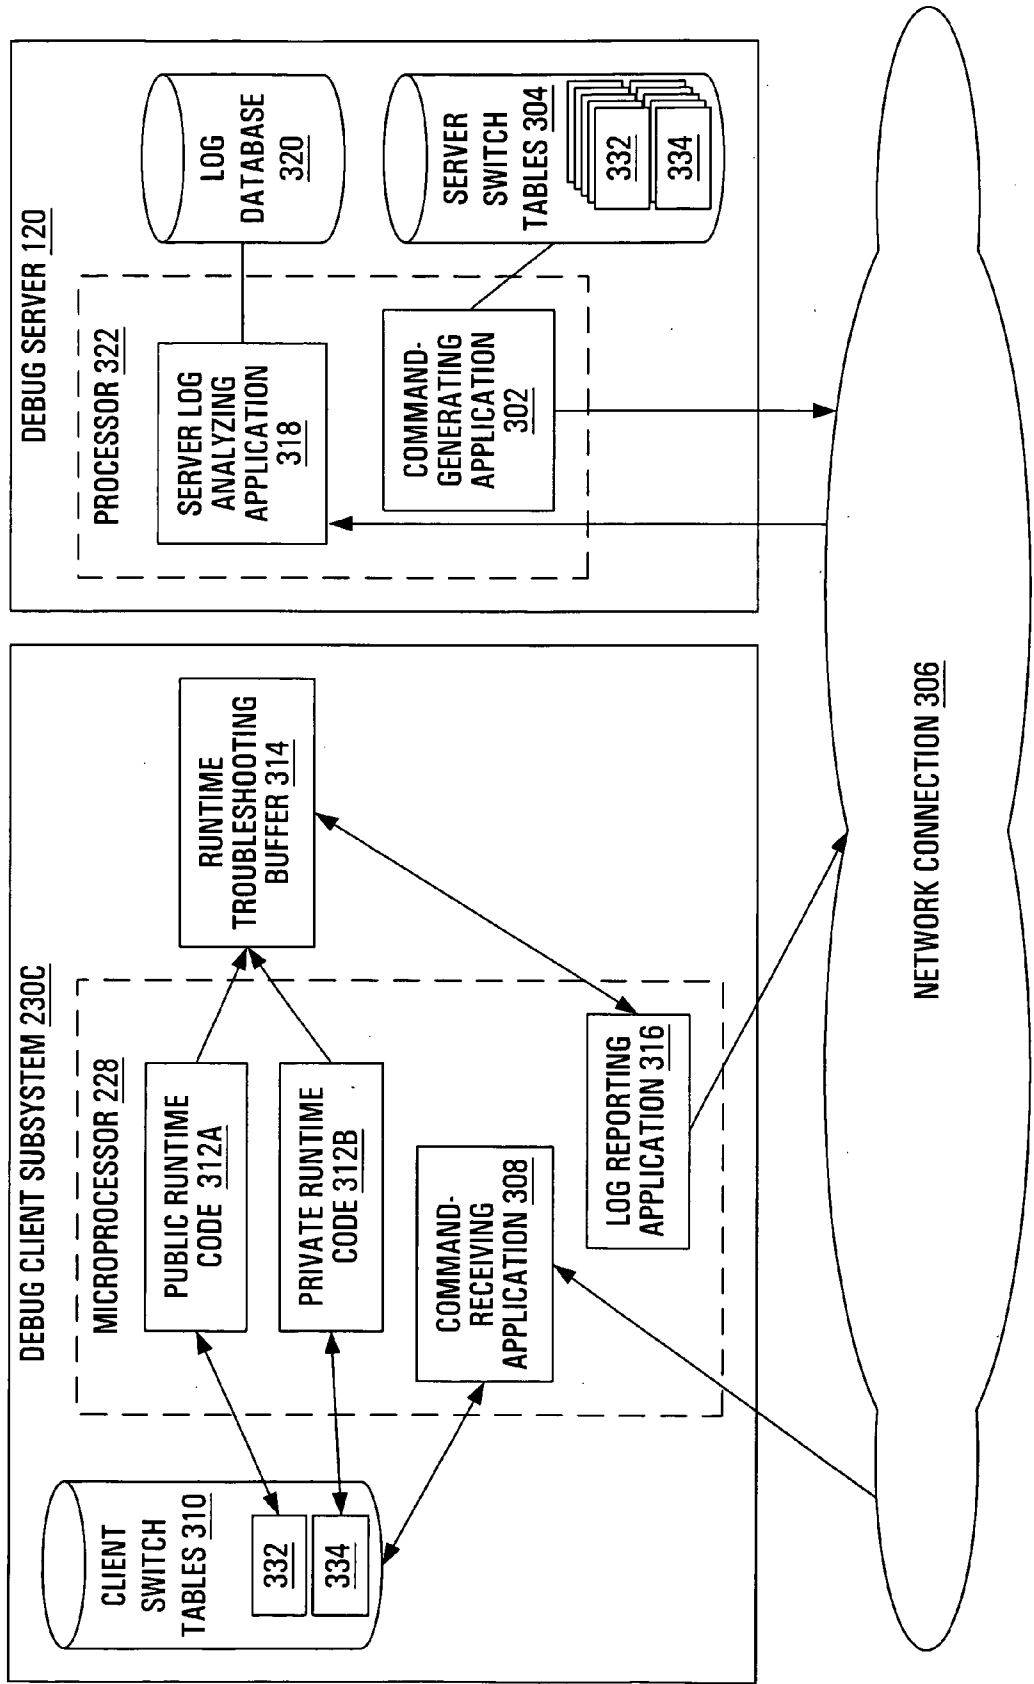 DEBUG CLIENT SUBSYSTEM 230C
CLIENT
SWITCH
TABLES 310
332
334
MICROPROCESSOR 228
PUBLIC RUNTIME
CODE 312A
PRIVATE RUNTIME
CODE 312B
COMMAND-
RECEIVING
APPLICATION 308
LOG REPORTING
APPLICATION 316
RUNTIME
TROUBLESHOOTING
BUFFER 314
DEBUG SERVER 120
PROCESSOR 322
SERVER LOG
ANALYZING
APPLICATION
318
COMMAND-
GENERATING
APPLICATION
302
LOG
DATABASE
320
SERVER
SWITCH
TABLES 304
332
334
NETWORK CONNECTION 306